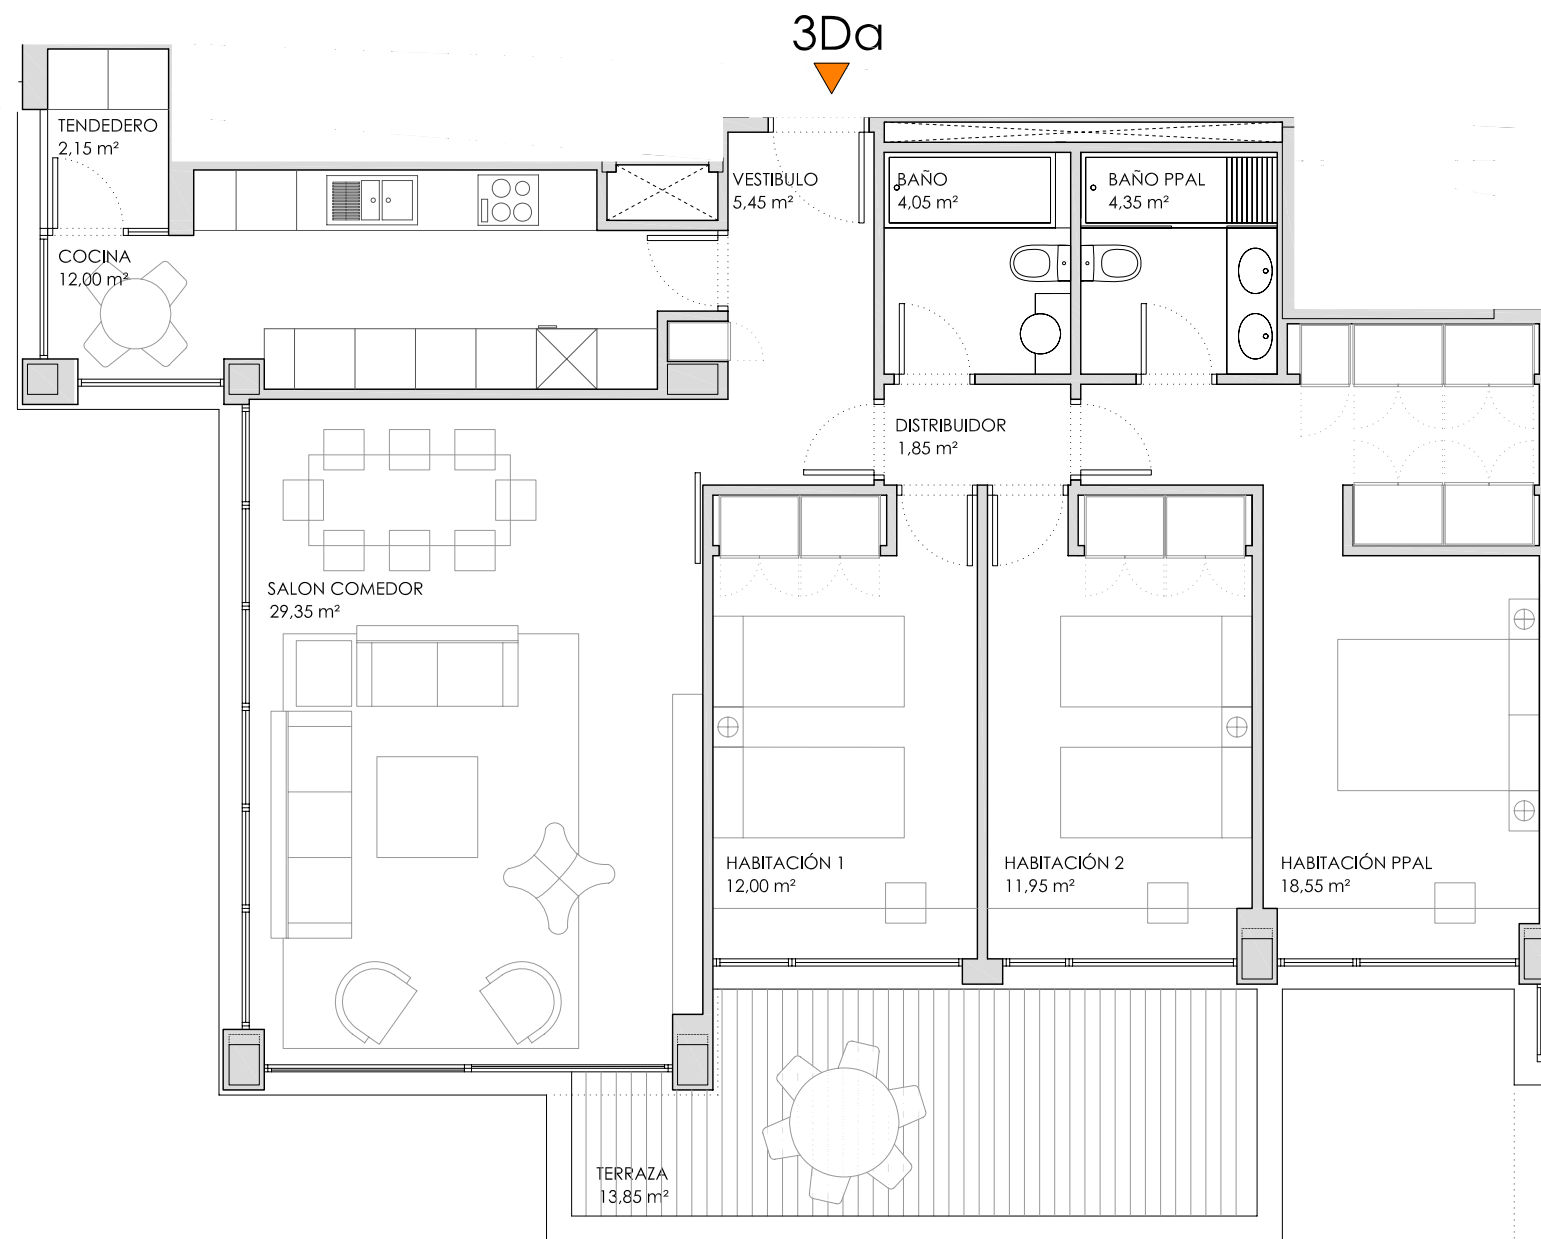 3Da
TENDEDERO
2,15 m²
VESTIBULO
5,45 m²
BAÑO
4,05 m²
BAÑO PPAL
4,35 m²
COCINA
12,00 m²
DISTRIBUIDOR
1,85 m²
SALON COMEDOR
29,35 m²
HABITACIÓN 1
12,00 m²
HABITACIÓN 2
11,95 m²
HABITACIÓN PPAL
18,55 m²
TERRAZA
13,85 m²